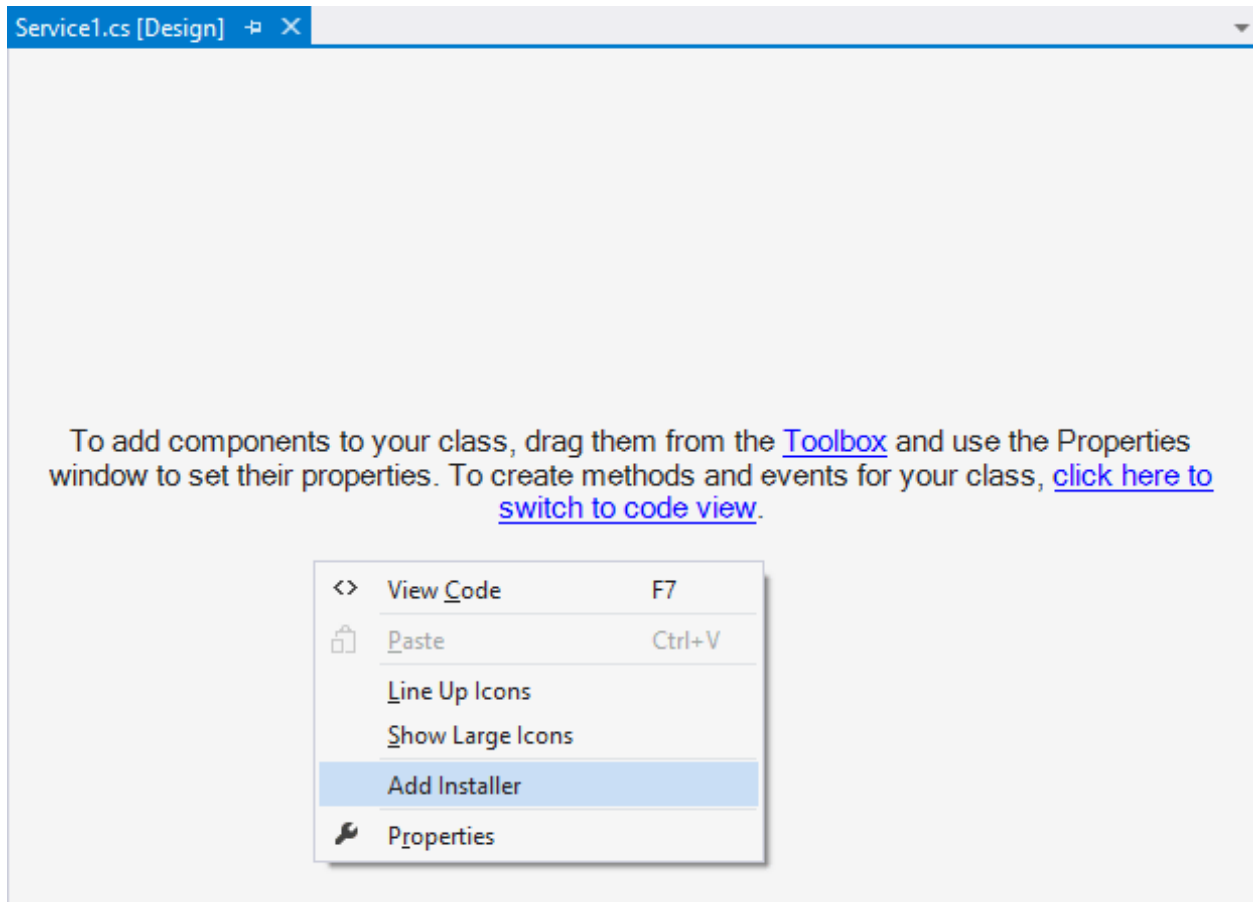 Service1.cs [Design]
To add components to your class, drag them from the Toolbox and use the Properties
window to set their properties. To create methods and events for your class, click here to
switch to code view.
View Code F7
Paste Ctrl+V
Line Up Icons
Show Large Icons
Add Installer
Properties